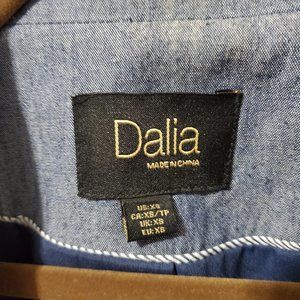 Dalia
MADE IN CHINA
US: XS
CA: XS/TP
UK: XS
EU: XS